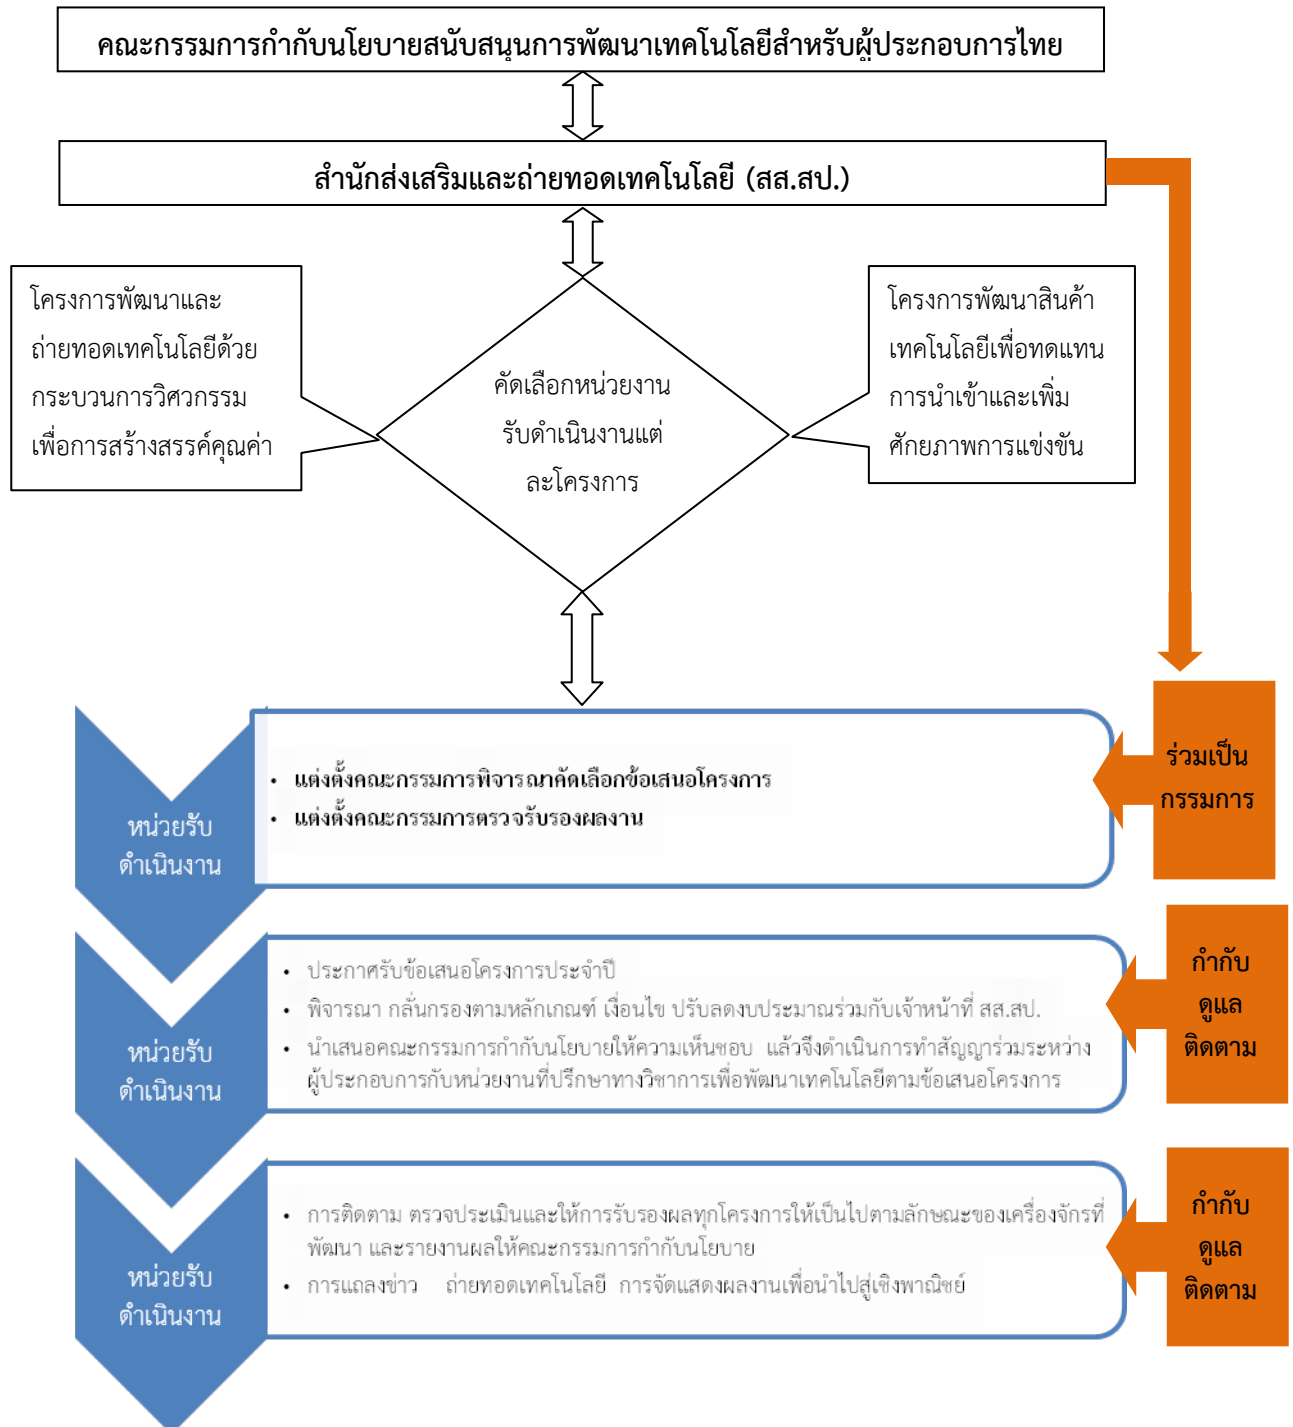 คณะกรรมการกำกับนโยบายสนับสนุนการพัฒนาเทคโนโลยีสำหรับผู้ประกอบการไทย
สำนักส่งเสริมและถ่ายทอดเทคโนโลยี (สส.สป.)
โครงการพัฒนาและ
ถ่ายทอดเทคโนโลยีด้วย
กระบวนการวิศวกรรม
เพื่อการสร้างสรรค์คุณค่า
คัดเลือกหน่วยงาน
รับดำเนินงานแต่
ละโครงการ
โครงการพัฒนาสินค้า
เทคโนโลยีเพื่อทดแทน
การนำเข้าและเพิ่ม
ศักยภาพการแข่งขัน
หน่วยรับ
ดำเนินงาน
• แต่งตั้งคณะกรรมการพิจารณาคัดเลือกข้อเสนอโครงการ
• แต่งตั้งคณะกรรมการตรวจรับรองผลงาน
ร่วมเป็น
กรรมการ
หน่วยรับ
ดำเนินงาน
• ประกาศรับข้อเสนอโครงการประจำปี
• พิจารณา กลั่นกรองตามหลักเกณฑ์ เงื่อนไข ปรับลดงบประมาณร่วมกับเจ้าหน้าที่ สส.สป.
• นำเสนอคณะกรรมการกำกับนโยบายให้ความเห็นชอบ แล้วจึงดำเนินการทำสัญญาร่วมระหว่าง
ผู้ประกอบการกับหน่วยงานที่ปรึกษาทางวิชาการเพื่อพัฒนาเทคโนโลยีตามข้อเสนอโครงการ
กำกับ
ดูแล
ติดตาม
หน่วยรับ
ดำเนินงาน
• การติดตาม ตรวจประเมินและให้การรับรองผลทุกโครงการให้เป็นไปตามลักษณะของเครื่องจักรที่
พัฒนา และรายงานผลให้คณะกรรมการกำกับนโยบาย
• การแถลงข่าว ถ่ายทอดเทคโนโลยี การจัดแสดงผลงานเพื่อนำไปสู่เชิงพาณิชย์
กำกับ
ดูแล
ติดตาม